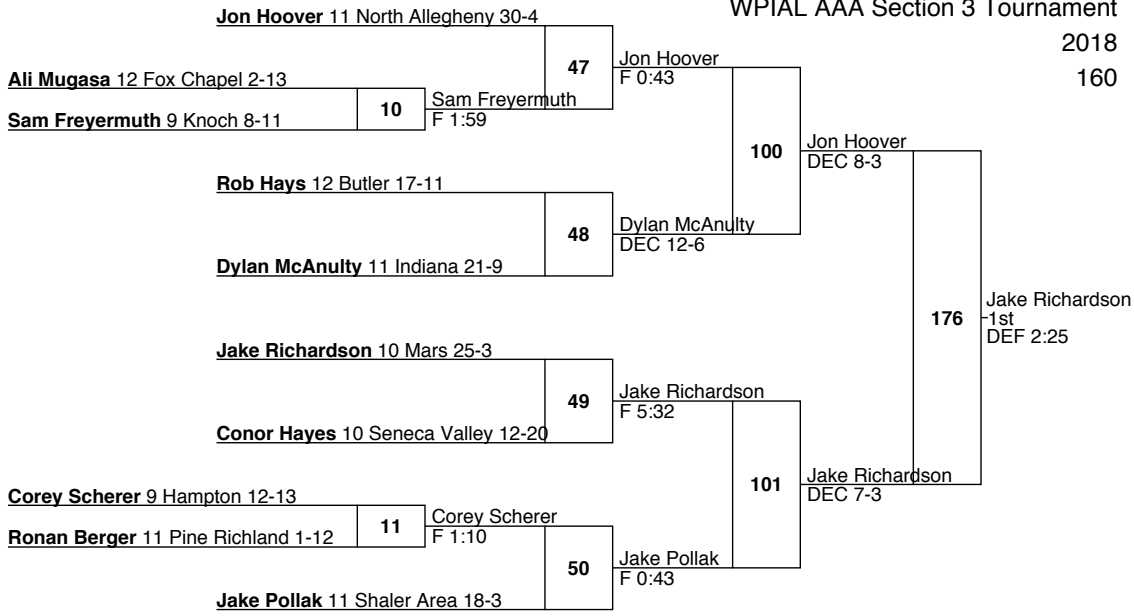 WPIAL AAA Section 3 Tournament
2018
160
Jon Hoover 11 North Allegheny 30-4
47
Jon Hoover
F 0:43
Ali Mugasa 12 Fox Chapel 2-13
10
Sam Freyermuth
F 1:59
Sam Freyermuth 9 Knoch 8-11
100
Jon Hoover
DEC 8-3
Rob Hays 12 Butler 17-11
48
Dylan McAnulty
DEC 12-6
Dylan McAnulty 11 Indiana 21-9
176
Jake Richardson
1st
DEF 2:25
Jake Richardson 10 Mars 25-3
49
Jake Richardson
F 5:32
Conor Hayes 10 Seneca Valley 12-20
101
Jake Richardson
DEC 7-3
Corey Scherer 9 Hampton 12-13
11
Corey Scherer
F 1:10
Ronan Berger 11 Pine Richland 1-12
50
Jake Pollak
F 0:43
Jake Pollak 11 Shaler Area 18-3